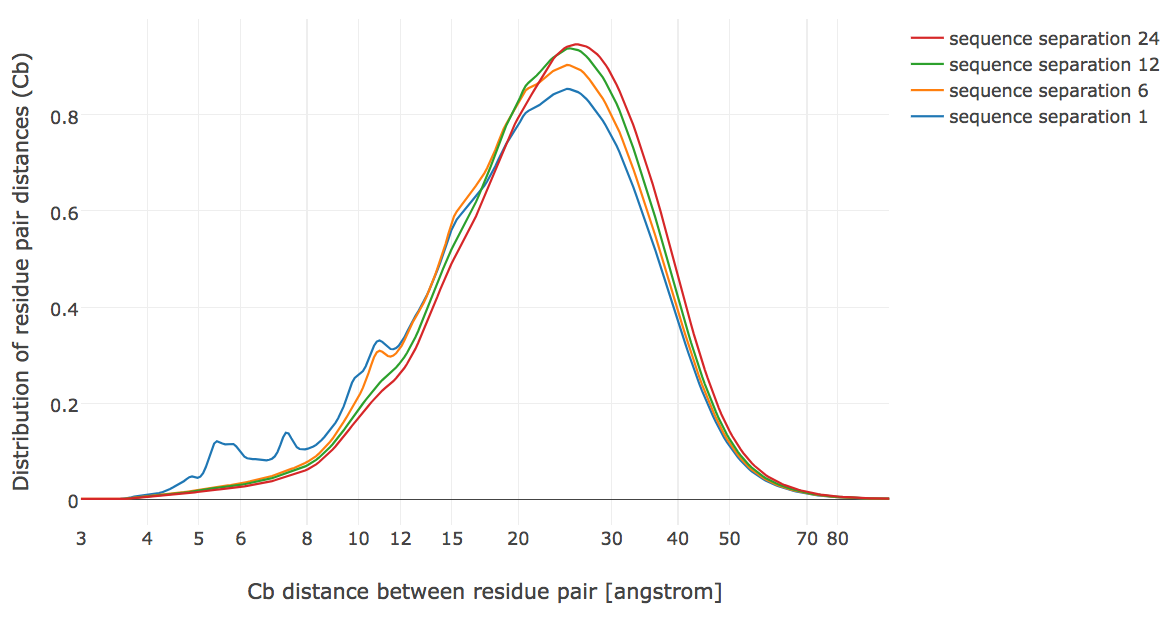 sequence separation 24
sequence separation 12
sequence separation 6
sequence separation 1
Distribution of residue pair distances (Cb)
0.8
0.6
0.4
0.2
0
3 4 5 6 8 10 12 15 20 30 40 50 70 80
Cb distance between residue pair [angstrom]